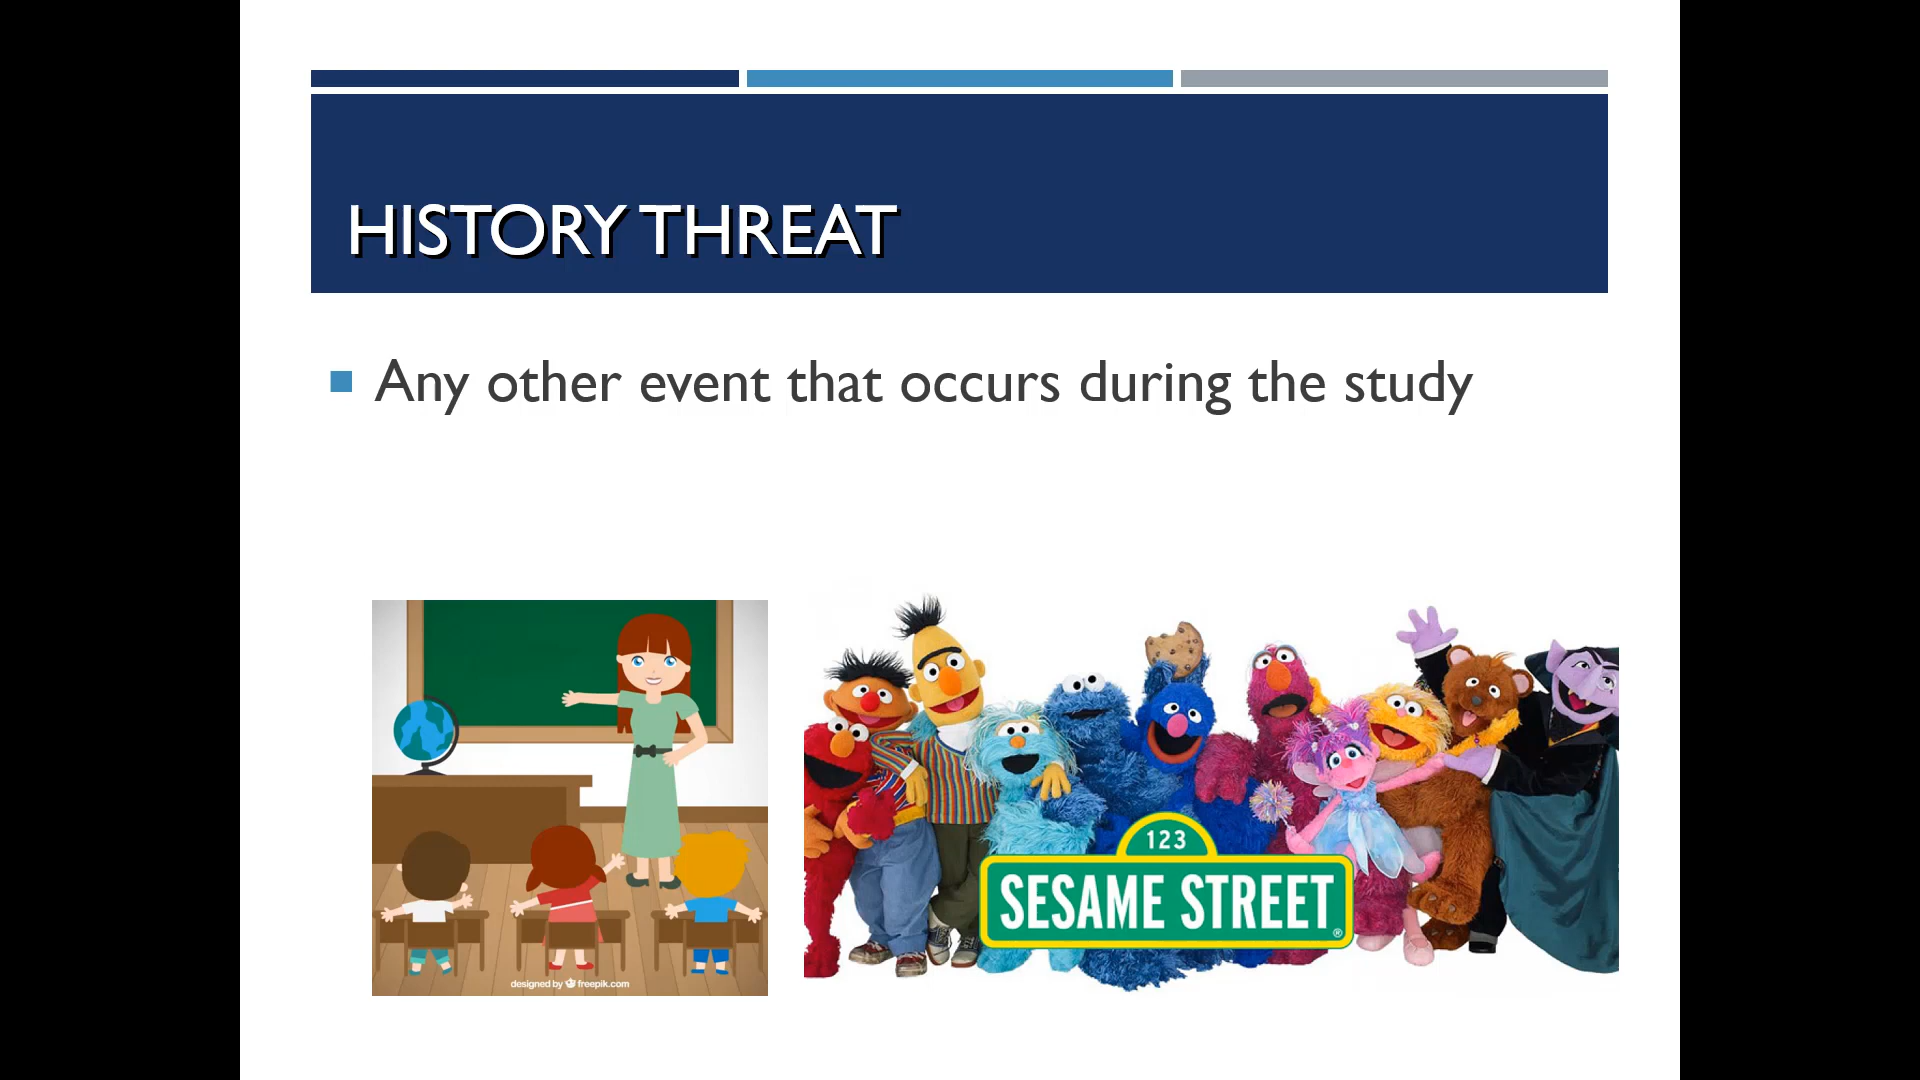 HISTORY THREAT
Any other event that occurs during the study
designed by freepik.com
123
SESAME STREET®